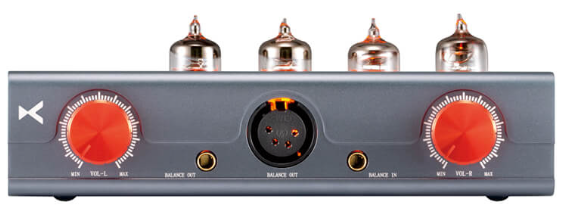 MIN VOL-L MAX
BALANCE OUT
BALANCE OUT
BALANCE IN
MIN VOL-R MAX